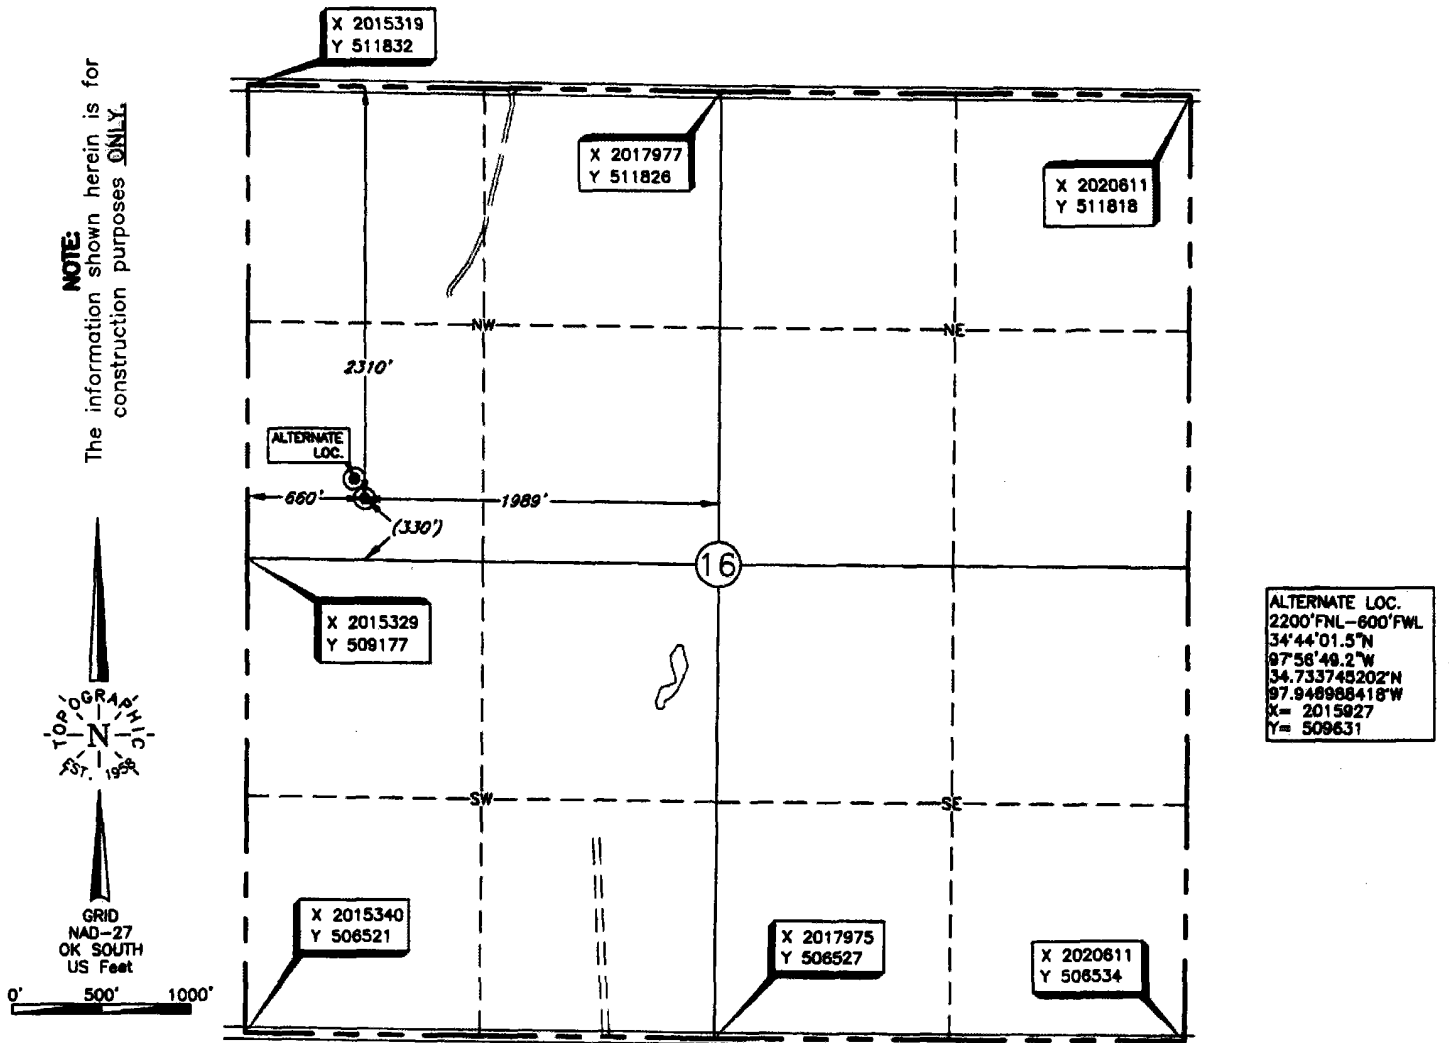 X 2015319
Y 511832
NOTE:
The information shown herein is for
construction purposes ONLY.
X 2017977
Y 511826
X 2020611
Y 511818
NW
NE
2310'
ALTERNATE
LOC.
660'
1989'
(330')
16
X 2015329
Y 509177
ALTERNATE LOC.
2200'FNL-600'FWL
34°44'01.5"N
97°56'49.2"W
34.733745202°N
97.946988418°W
X= 2015927
Y= 509631
TOPOGRAPHIC
N
EST. 1958
SW
SE
X 2015340
Y 506521
X 2017975
Y 506527
X 2020611
Y 506534
GRID
NAD-27
OK SOUTH
US Feet
0' 500' 1000'